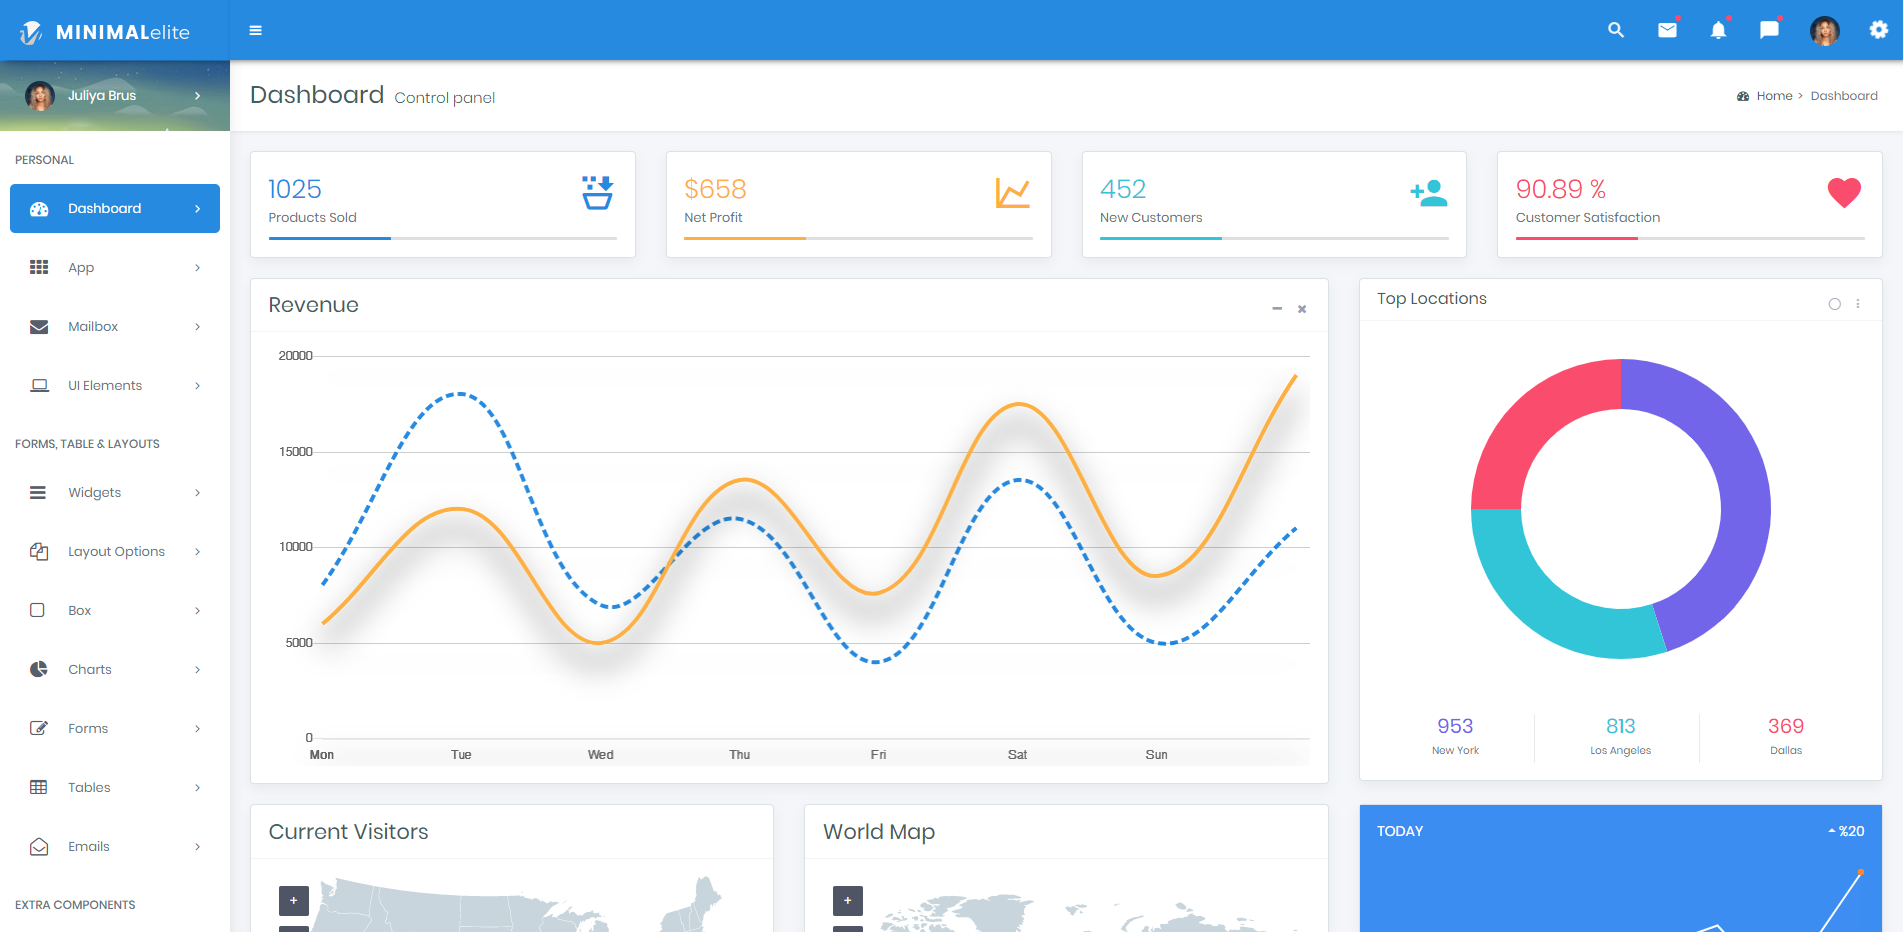 MINIMALelite
Juliya Brus
Dashboard Control panel
Home > Dashboard
PERSONAL
Dashboard
App
Mailbox
UI Elements
FORMS, TABLE & LAYOUTS
Widgets
Layout Options
Box
Charts
Forms
Tables
Emails
EXTRA COMPONENTS
1025
Products Sold
$658
Net Profit
452
New Customers
90.89 %
Customer Satisfaction
Revenue
20000
15000
10000
5000
0
Mon Tue Wed Thu Fri Sat Sun
Top Locations
953
New York
813
Los Angeles
369
Dallas
Current Visitors
+
World Map
+
TODAY
%20